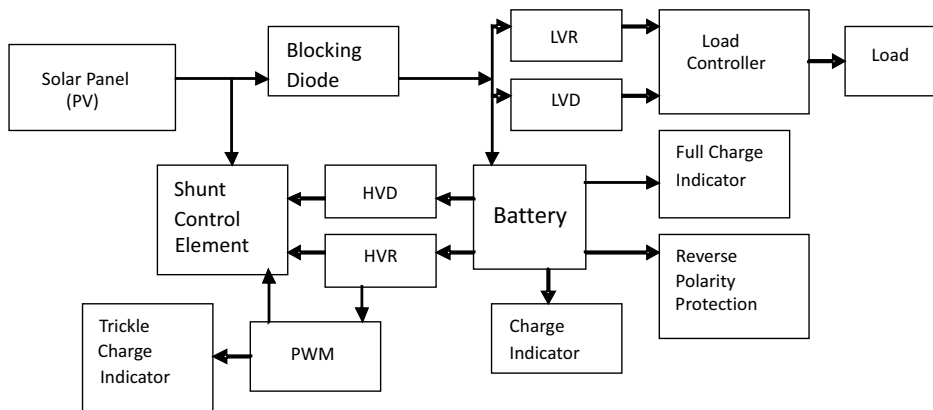 Solar Panel
(PV)
Blocking
Diode
LVR
LVD
Load
Controller
Load
Shunt
Control
Element
HVD
HVR
Battery
Full Charge
Indicator
Reverse
Polarity
Protection
Trickle
Charge
Indicator
PWM
Charge
Indicator